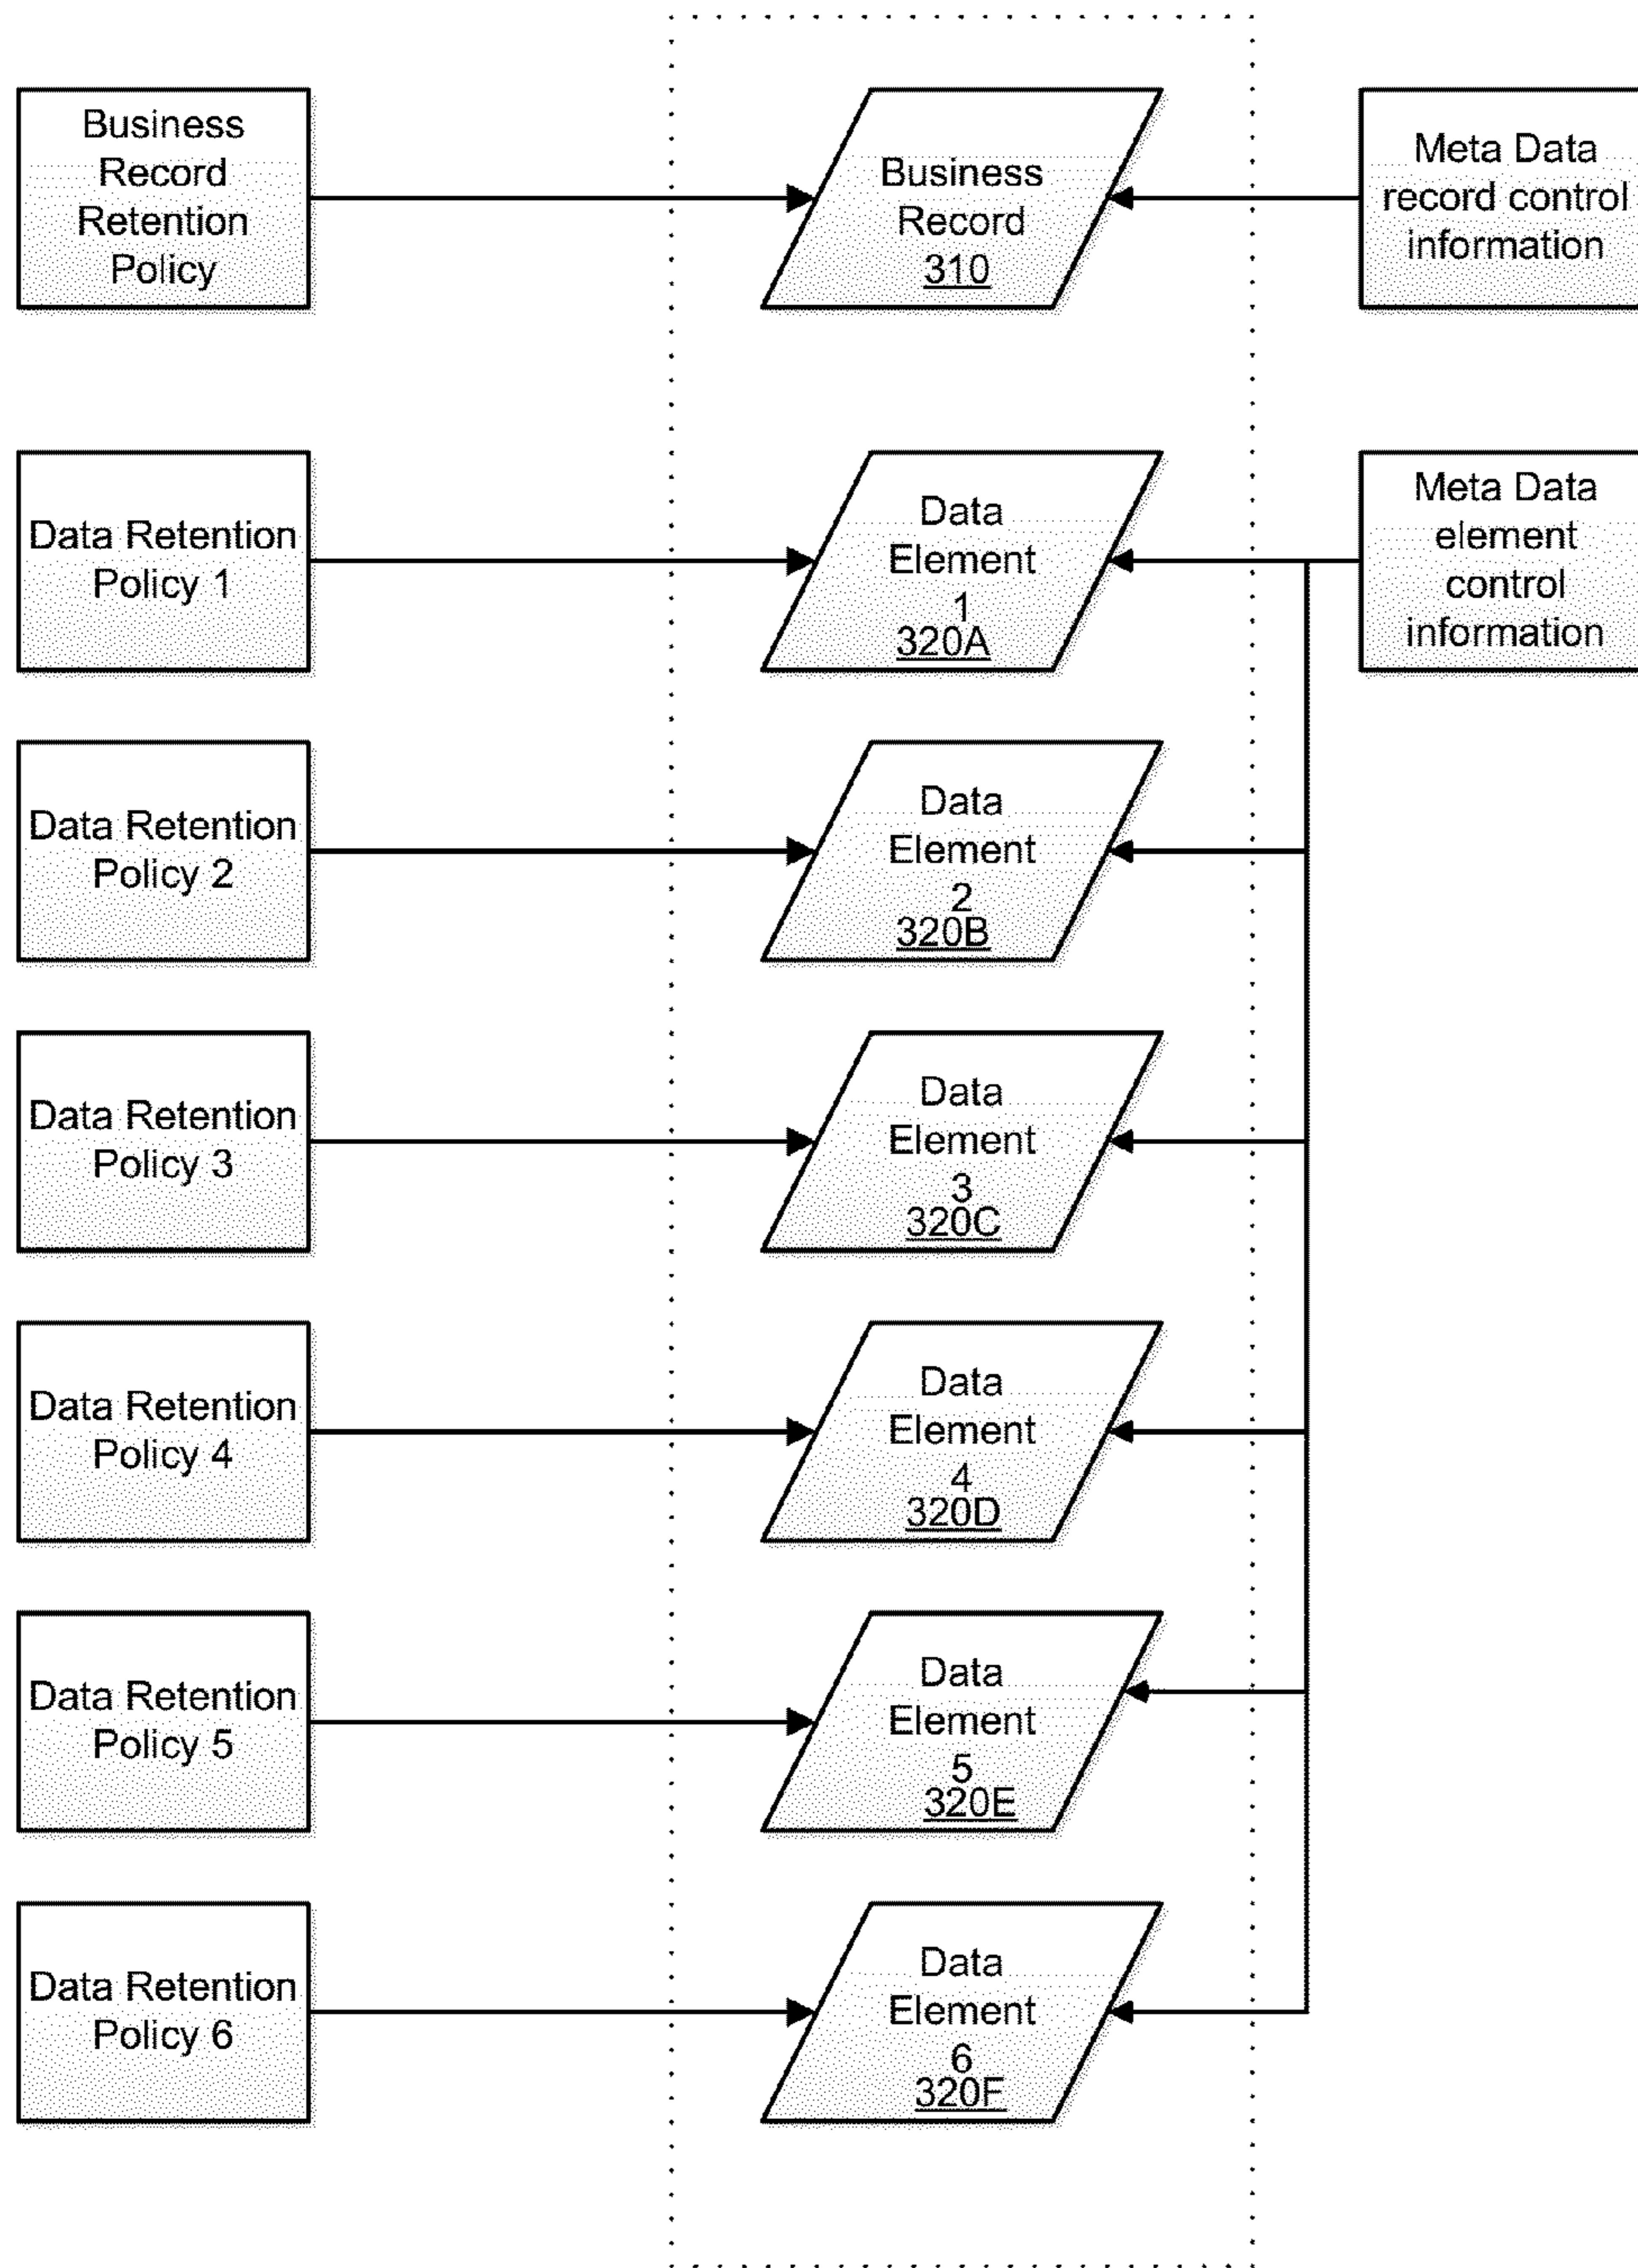 Business
Record
Retention
Policy
Business
Record
310
Meta Data
record control
information
Data Retention
Policy 1
Data
Element
1
320A
Meta Data
element
control
information
Data Retention
Policy 2
Data
Element
2
320B
Data Retention
Policy 3
Data
Element
3
320C
Data Retention
Policy 4
Data
Element
4
320D
Data Retention
Policy 5
Data
Element
5
320E
Data Retention
Policy 6
Data
Element
6
320F